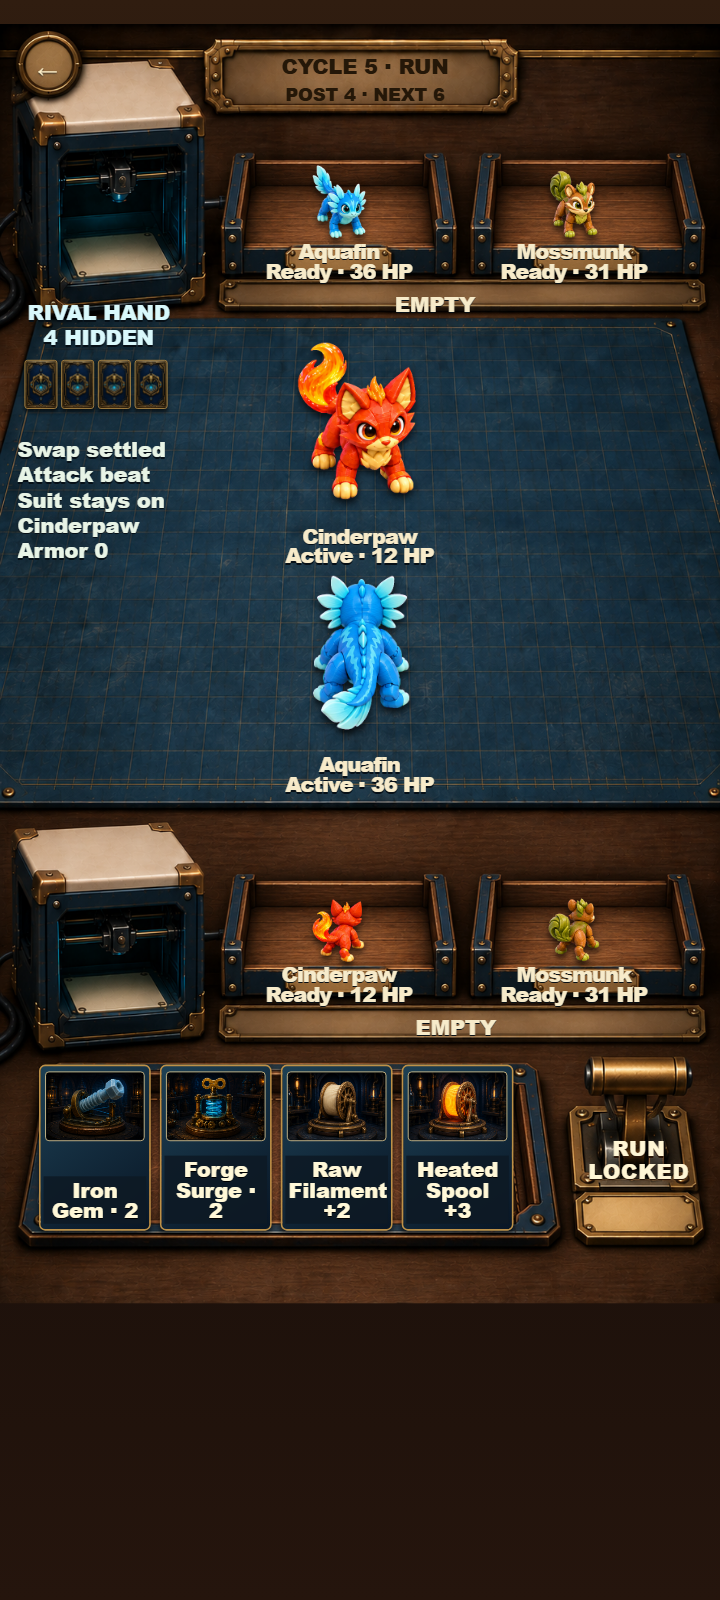 ←
CYCLE 5 · RUN
POST 4 · NEXT 6
Aquafin
Ready · 36 HP
Mossmunk
Ready · 31 HP
EMPTY
RIVAL HAND
4 HIDDEN
Swap settled
Attack beat
Suit stays on
Cinderpaw
Armor 0
Cinderpaw
Active · 12 HP
Aquafin
Active · 36 HP
Cinderpaw
Ready · 12 HP
Mossmunk
Ready · 31 HP
EMPTY
Iron
Gem · 2
Forge
Surge ·
2
Raw
Filament
+2
Heated
Spool
+3
RUN
LOCKED